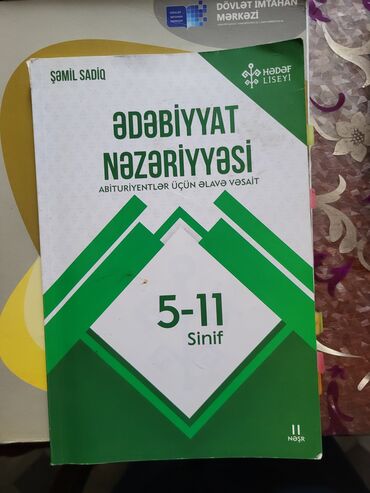 DÖVLƏT İMTAHAN
MƏRKƏZİ
ŞƏMİL SADİQ
HƏDƏF
LİSEYİ
ƏDƏBİYYAT
NƏZƏRİYYƏSİ
ABİTURİYENTLƏR ÜÇÜN ƏLAVƏ VƏSAİT
5-11
Sinif
II
NƏŞR